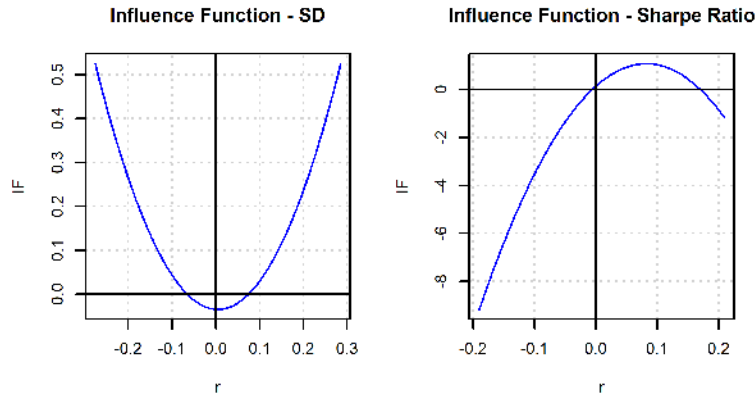 Influence Function - SD
IF
0.5
0.4
0.3
0.2
0.1
0.0
-0.2 -0.1 0.0 0.1 0.2 0.3
r
Influence Function - Sharpe Ratio
IF
0
-2
-4
-6
-8
-0.2 -0.1 0.0 0.1 0.2
r